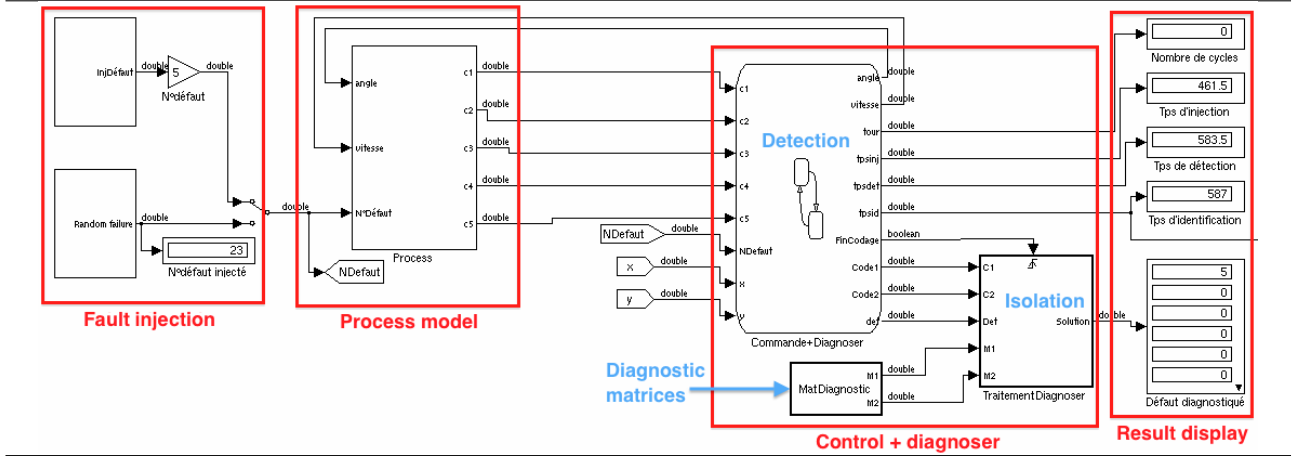 InjDéfaut
double
5
double
N°défaut
Random failure
double
23
N°défaut injecté
double
Fault injection
angle
vitesse
N°Défaut
c1
c2
c3
c4
c5
Process
NDefaut
Process model
double
double
double
double
double
NDefaut
double
x
double
y
double
c1
c2
c3
c4
c5
NDefaut
x
y
Detection
angle
vitesse
tour
tpsinj
tpsdet
tpsid
FinCodage
Code1
Code2
def
Commande+Diagnoser
double
double
double
double
double
double
boolean
double
double
double
Diagnostic
matrices
MatDiagnostic
M1
M2
double
double
C1
C2
Def
M1
M2
Isolation
Solution
TraitementDiagnoser
double
Control + diagnoser
0
Nombre de cycles
461.5
Tps d'injection
583.5
Tps de détection
587
Tps d'identification
5
0
0
0
0
0
Défaut diagnostiqué
Result display